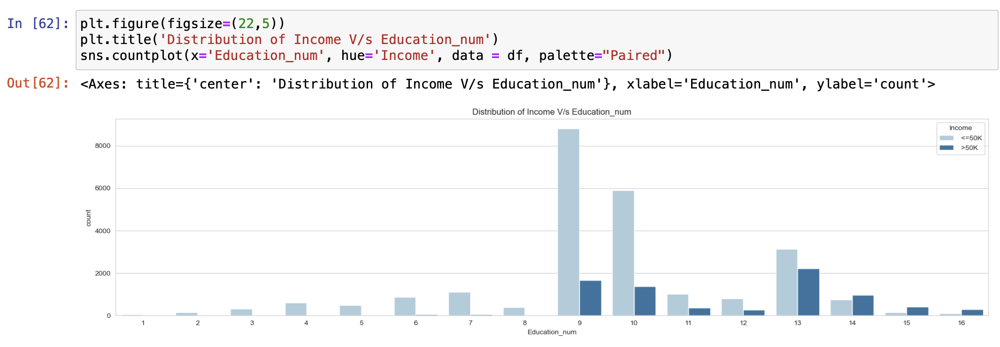 In [62]: plt.figure(figsize=(22,5))
plt.title('Distribution of Income V/s Education_num')
sns.countplot(x='Education_num', hue='Income', data = df, palette="Paired")
Out[62]: <Axes: title={'center': 'Distribution of Income V/s Education_num'}, xlabel='Education_num', ylabel='count'>
Distribution of Income V/s Education_num
Income
<=50K
>50K
8000
6000
4000
2000
0
count
1 2 3 4 5 6 7 8 9 10 11 12 13 14 15 16
Education_num